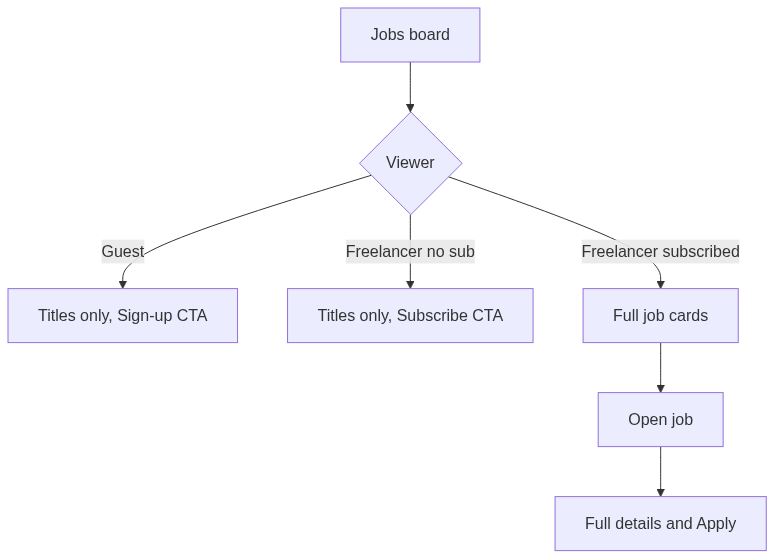 Jobs board
Viewer
Guest
Freelancer no sub
Freelancer subscribed
Titles only, Sign-up CTA
Titles only, Subscribe CTA
Full job cards
Open job
Full details and Apply